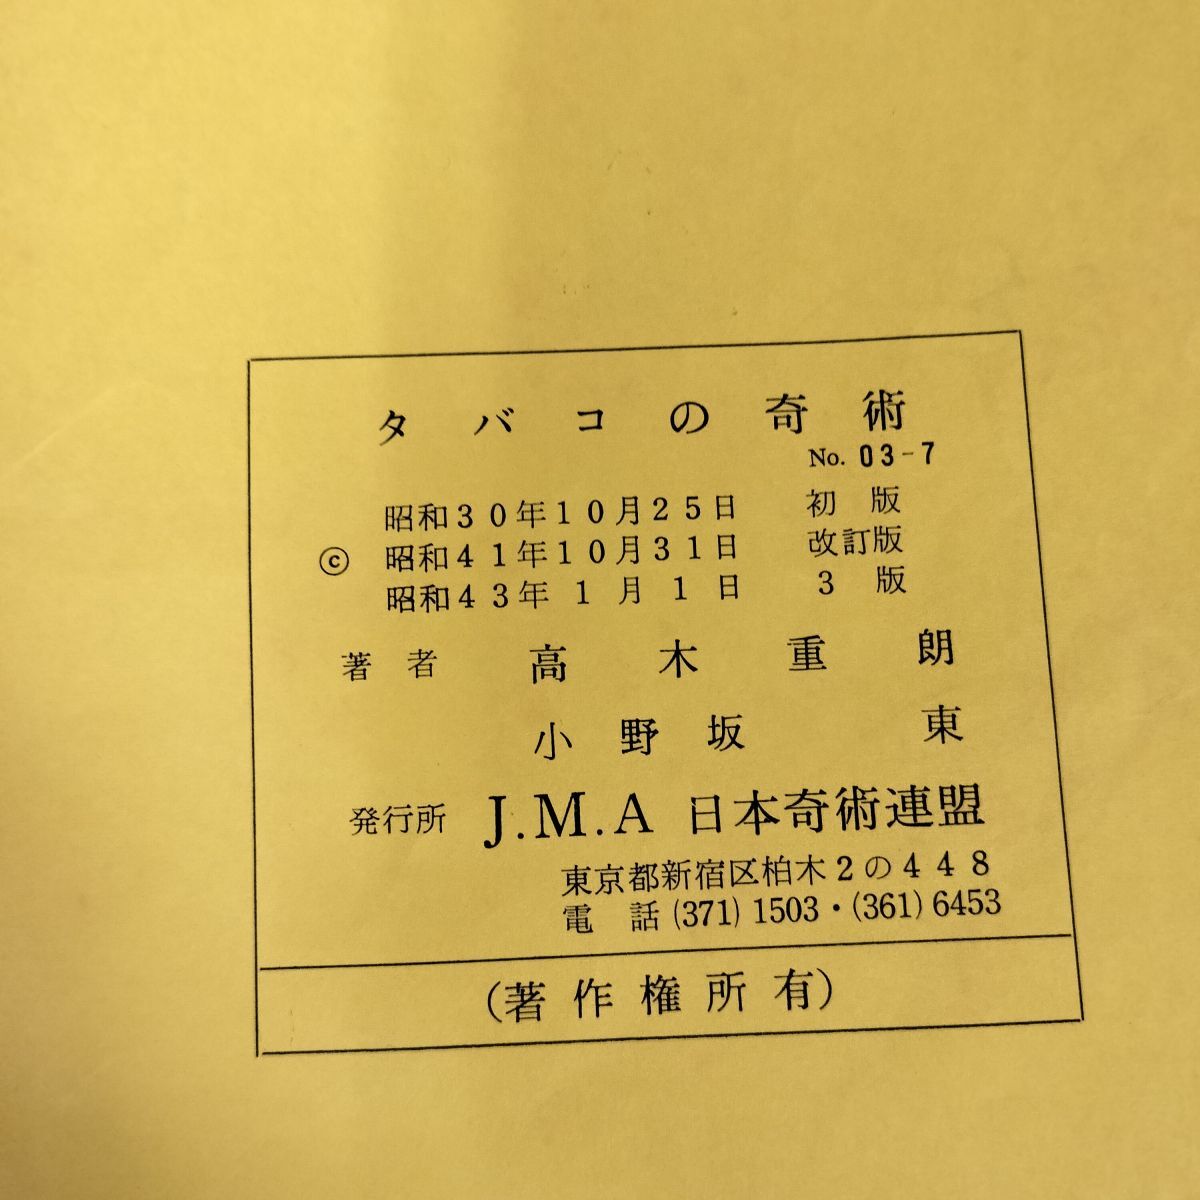 タバコの奇術
No. 03-7
昭和30年10月25日 初版
ⓒ 昭和41年10月31日 改訂版
昭和43年1月1日 3版
著者 高木重朗
小野坂 東
発行所 J.M.A 日本奇術連盟
東京都新宿区柏木2の448
電話(371)1503・(361)6453
(著作権所有)